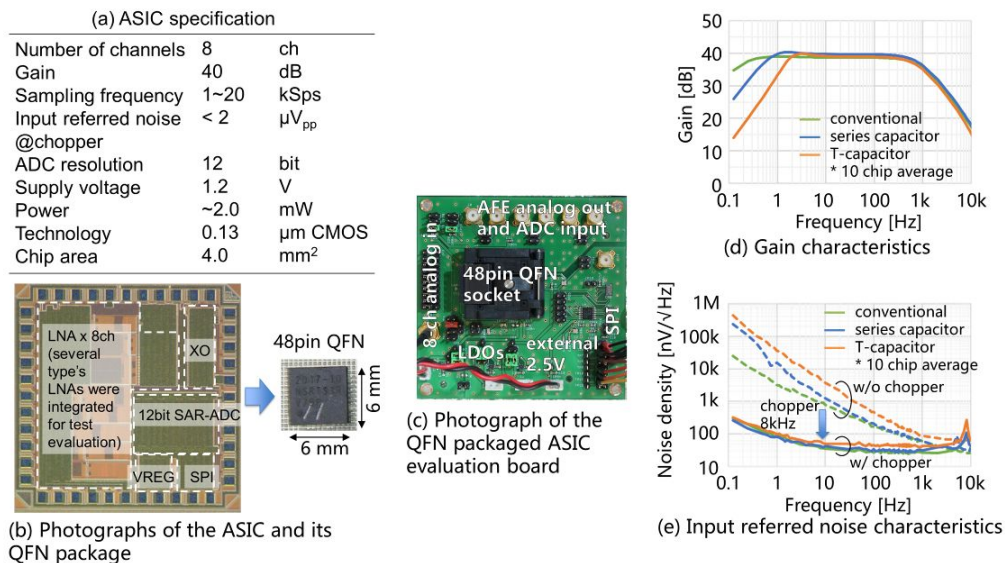 (a) ASIC specification
Number of channels 8 ch
Gain 40 dB
Sampling frequency 1~20 kSps
Input referred noise < 2 µVpp
@chopper
ADC resolution 12 bit
Supply voltage 1.2 V
Power ~2.0 mW
Technology 0.13 µm CMOS
Chip area 4.0 mm²
LNA x 8ch
(several
type's
LNAs were
integrated
for test
evaluation)
XO
12bit SAR-ADC
VREG
SPI
48pin QFN
6 mm
6 mm
(b) Photographs of the ASIC and its
QFN package
AFE analog out
and ADC input
8 ch analog in
48pin QFN
socket
SPI
LDOs
external
2.5V
(c) Photograph of the
QFN packaged ASIC
evaluation board
Gain [dB]
50
40
30
20
10
0
conventional
series capacitor
T-capacitor
* 10 chip average
0.1 10 100 1k 10k
Frequency [Hz]
(d) Gain characteristics
Noise density [nV/√Hz]
1M
100k
10k
1k
100
10
conventional
series capacitor
T-capacitor
* 10 chip average
w/o chopper
chopper
8kHz
w/ chopper
0.1 1 10 100 1k 10k
Frequency [Hz]
(e) Input referred noise characteristics